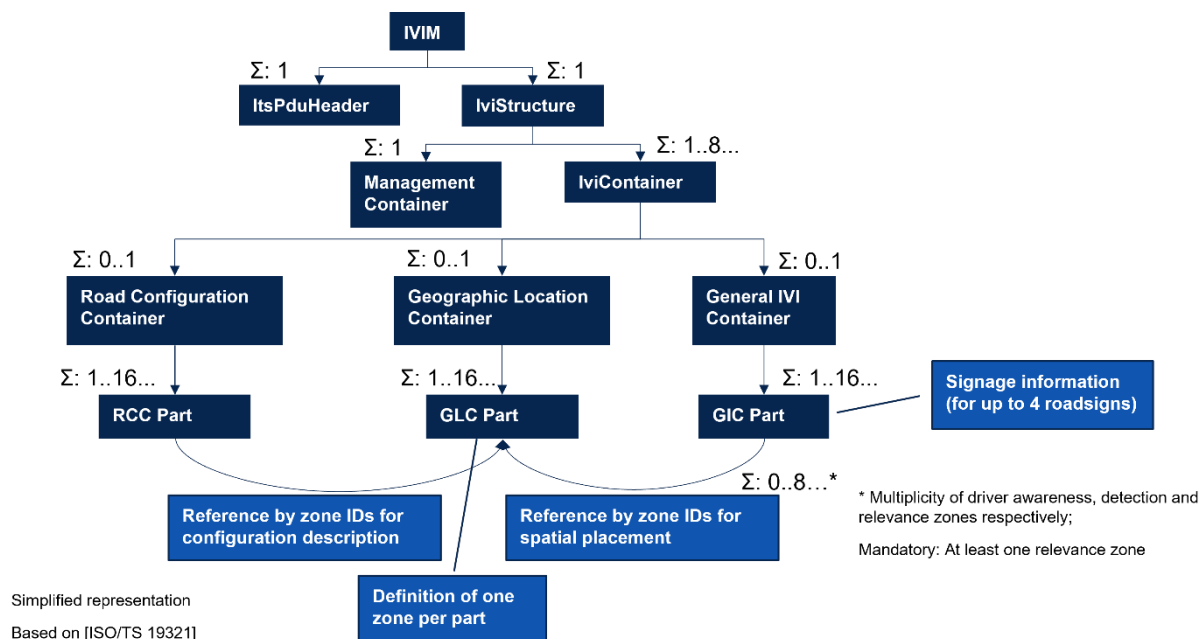 IVIM
Σ: 1
Σ: 1
ItsPduHeader
IviStructure
Σ: 1
Σ: 1..8...
Management
Container
IviContainer
Σ: 0..1
Σ: 0..1
Σ: 0..1
Road Configuration
Container
Geographic Location
Container
General IVI
Container
Σ: 1..16...
Σ: 1..16...
Σ: 1..16...
RCC Part
GLC Part
GIC Part
Signage information
(for up to 4 roadsigns)
Σ: 0..8...*
Reference by zone IDs for
configuration description
Reference by zone IDs for
spatial placement
* Multiplicity of driver awareness, detection and
relevance zones respectively;
Mandatory: At least one relevance zone
Definition of one
zone per part
Simplified representation
Based on [ISO/TS 19321]